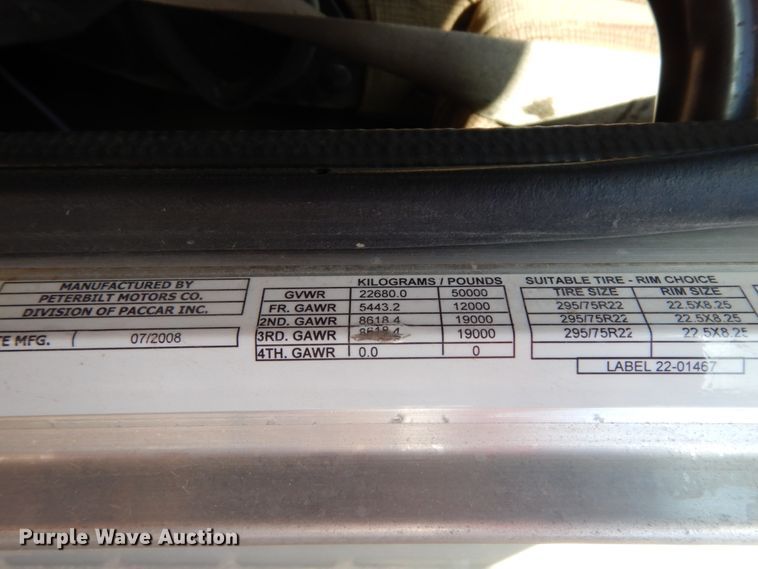 MANUFACTURED BY
PETERBILT MOTORS CO.
DIVISION OF PACCAR INC.
TE MFG. 07/2008
KILOGRAMS / POUNDS
GVWR 22680.0 50000
FR. GAWR 5443.2 12000
2ND. GAWR 8618.4 19000
3RD. GAWR 8618.4 19000
4TH. GAWR 0.0 0
SUITABLE TIRE - RIM CHOICE
TIRE SIZE RIM SIZE
295/75R22 22.5X8.25
295/75R22 22.5X8.25
295/75R22 22.5X8.25
LABEL 22-01467
Purple Wave Auction